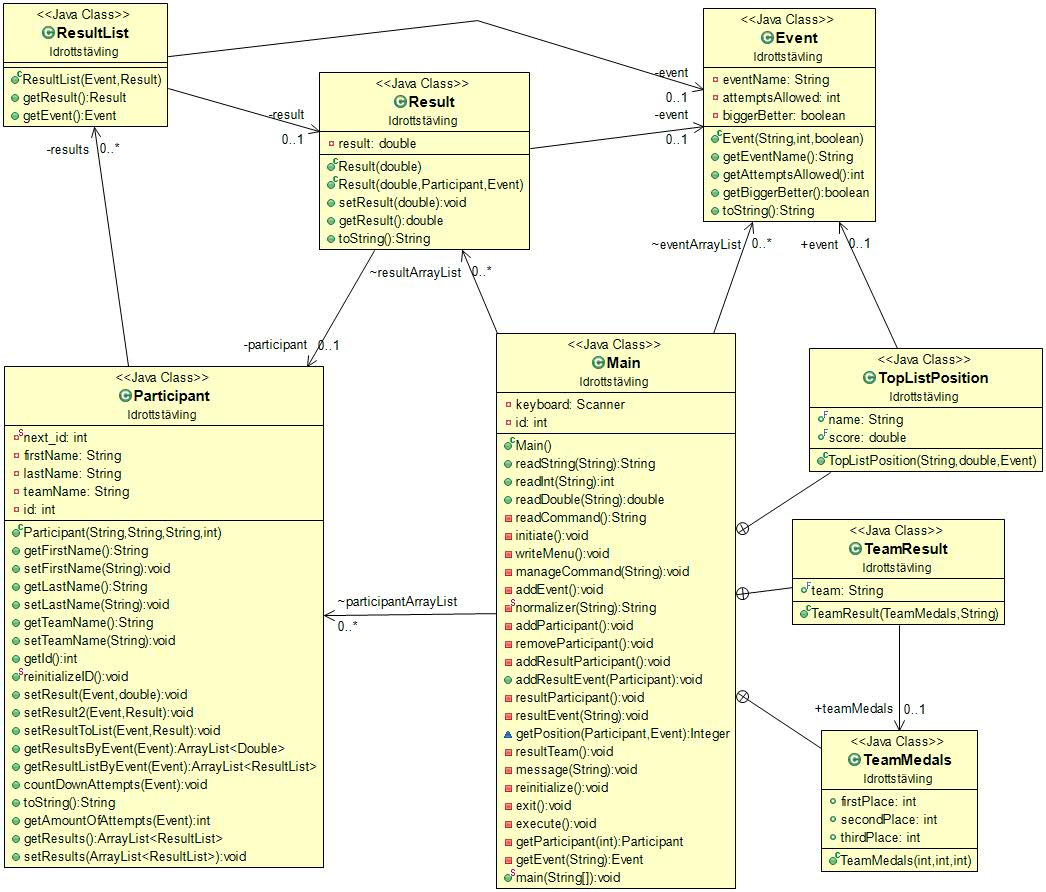 <<Java Class>>
ResultList
Idrottstävling
ResultList(Event,Result)
getResult():Result
getEvent():Event
<<Java Class>>
Event
Idrottstävling
eventName: String
attemptsAllowed: int
biggerBetter: boolean
Event(String,int,boolean)
getEventName():String
getAttemptsAllowed():int
getBiggerBetter():boolean
toString():String
<<Java Class>>
Result
Idrottstävling
result: double
Result(double)
Result(double,Participant,Event)
setResult(double):void
getResult():double
toString():String
-event
0..1
-result
0..1
-event
0..1
-results 0..*
~resultArrayList 0..*
~eventArrayList 0..*
+event 0..1
-participant 0..1
<<Java Class>>
Participant
Idrottstävling
next_id: int
firstName: String
lastName: String
teamName: String
id: int
Participant(String,String,String,int)
getFirstName():String
setFirstName(String):void
getLastName():String
setLastName(String):void
getTeamName():String
setTeamName(String):void
getId():int
reinitializeID():void
setResult(Event,double):void
setResult2(Event,Result):void
setResultToList(Event,Result):void
getResultsByEvent(Event):ArrayList<Double>
getResultListByEvent(Event):ArrayList<ResultList>
countDownAttempts(Event):void
toString():String
getAmountOfAttempts(Event):int
getResults():ArrayList<ResultList>
setResults(ArrayList<ResultList>):void
~participantArrayList
0..*
<<Java Class>>
Main
Idrottstävling
keyboard: Scanner
id: int
Main()
readString(String):String
readInt(String):int
readDouble(String):double
readCommand():String
initiate():void
writeMenu():void
manageCommand(String):void
addEvent():void
normalizer(String):String
addParticipant():void
removeParticipant():void
addResultParticipant():void
addResultEvent(Participant):void
resultParticipant():void
resultEvent(String):void
getPosition(Participant,Event):Integer
resultTeam():void
message(String):void
reinitialize():void
exit():void
execute():void
getParticipant(int):Participant
getEvent(String):Event
main(String[]):void
<<Java Class>>
TopListPosition
Idrottstävling
name: String
score: double
TopListPosition(String,double,Event)
<<Java Class>>
TeamResult
Idrottstävling
team: String
TeamResult(TeamMedals,String)
+teamMedals 0..1
<<Java Class>>
TeamMedals
Idrottstävling
firstPlace: int
secondPlace: int
thirdPlace: int
TeamMedals(int,int,int)